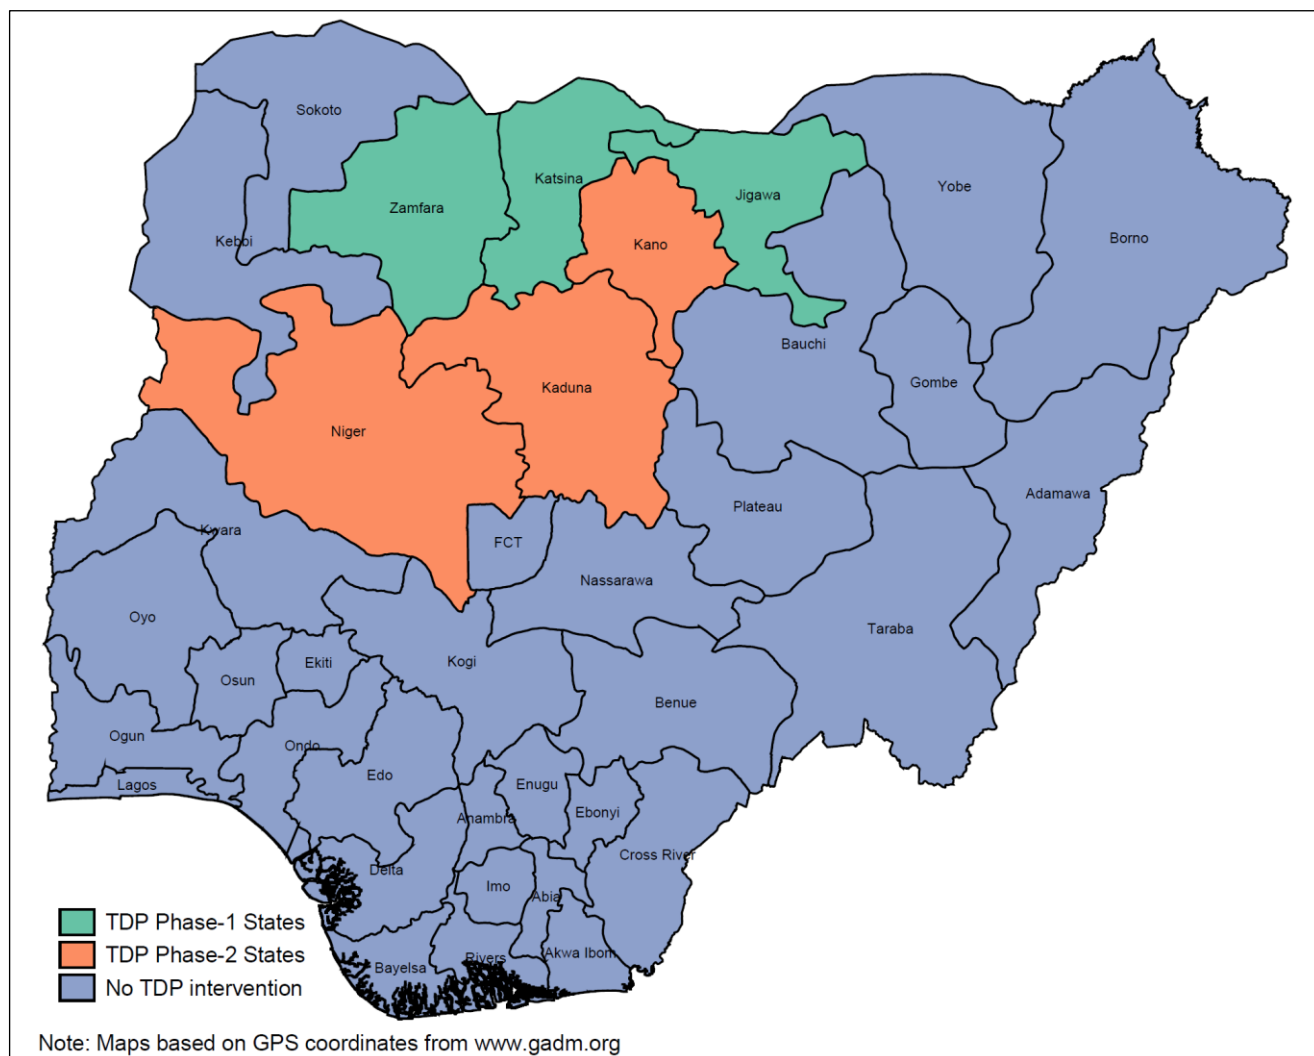 Sokoto
Katsina
Zamfara
Jigawa
Yobe
Kebbi
Kano
Borno
Bauchi
Gombe
Kaduna
Niger
Adamawa
Plateau
Kwara
FCT
Nassarawa
Oyo
Taraba
Ekiti
Kogi
Osun
Benue
Ogun
Ondo
Edo
Lagos
Enugu
Anambra
Ebonyi
Cross River
Delta
Imo
Abia
Akwa Ibom
Rivers
Bayelsa
TDP Phase-1 States
TDP Phase-2 States
No TDP intervention
Note: Maps based on GPS coordinates from www.gadm.org